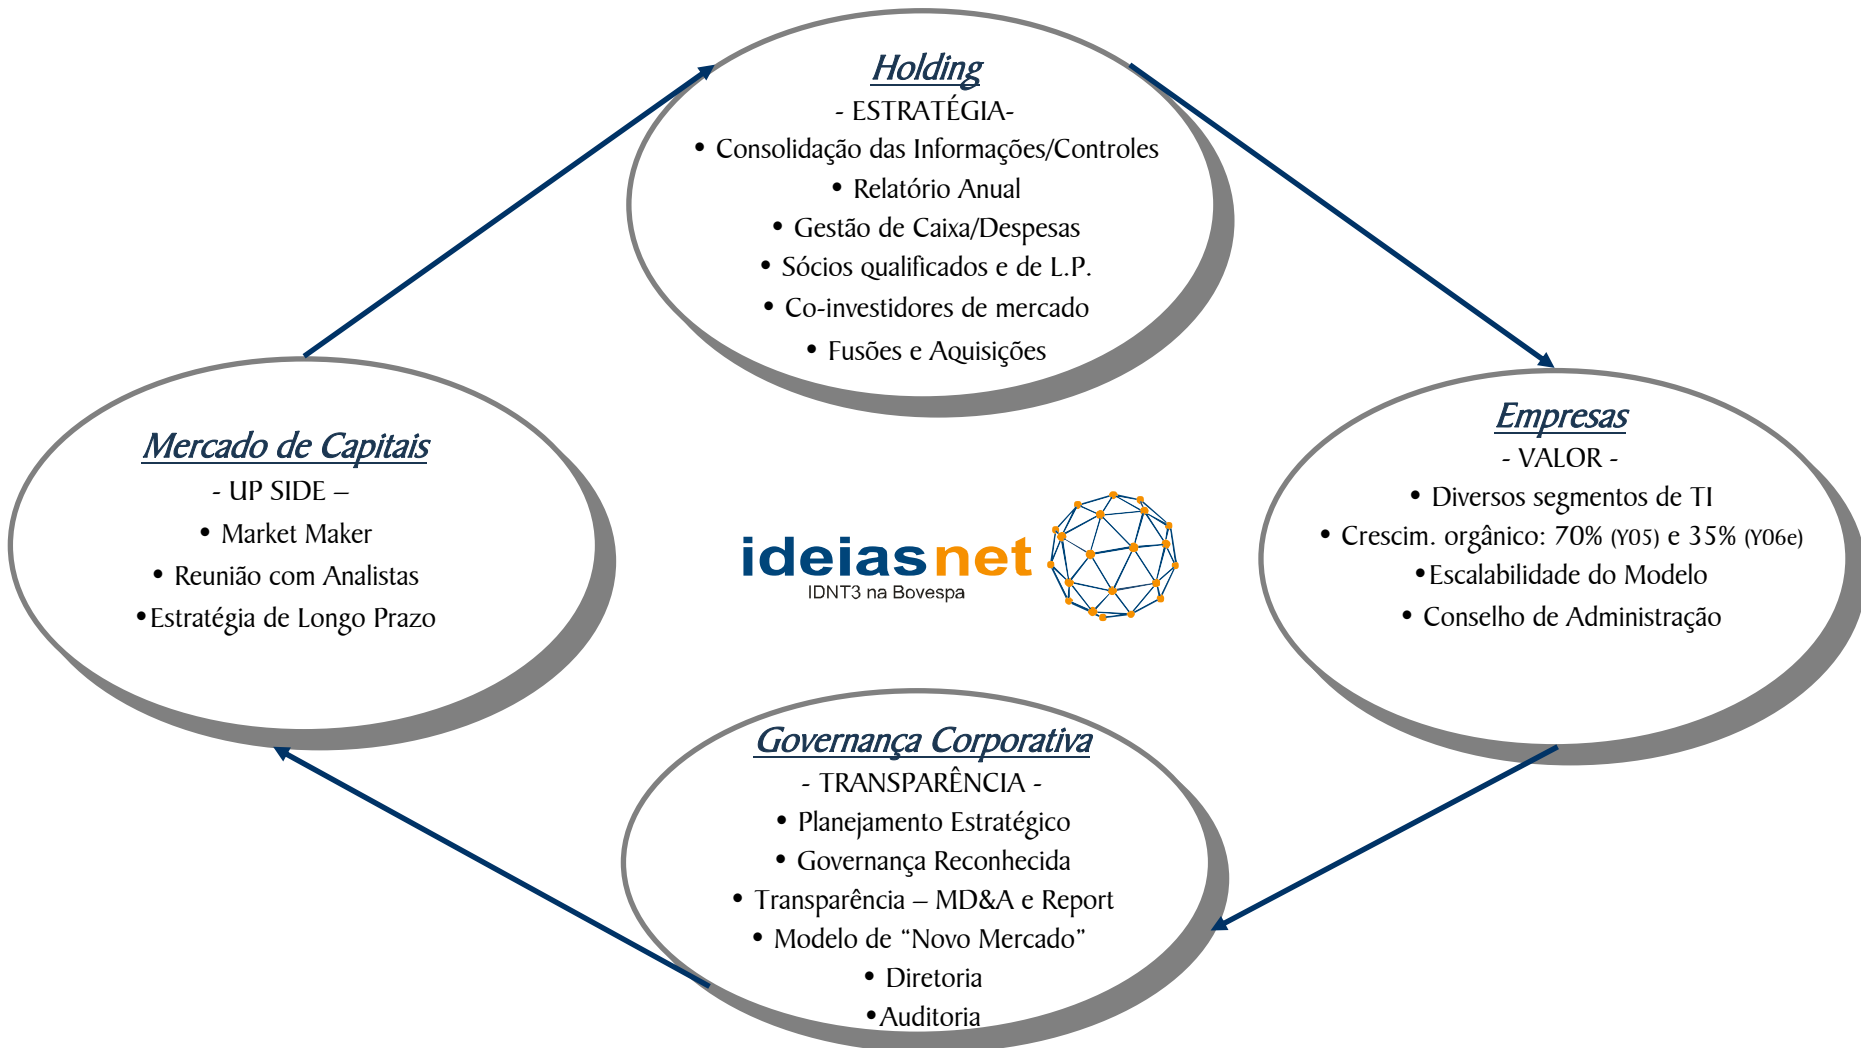 Holding
- ESTRATÉGIA-
• Consolidação das Informações/Controles
• Relatório Anual
• Gestão de Caixa/Despesas
• Sócios qualificados e de L.P.
• Co-investidores de mercado
• Fusões e Aquisições
Mercado de Capitais
- UP SIDE –
• Market Maker
• Reunião com Analistas
•Estratégia de Longo Prazo
ideiasnet
IDNT3 na Bovespa
Empresas
- VALOR -
• Diversos segmentos de TI
• Crescim. orgânico: 70% (Y05) e 35% (Y06e)
•Escalabilidade do Modelo
• Conselho de Administração
Governança Corporativa
- TRANSPARÊNCIA -
• Planejamento Estratégico
• Governança Reconhecida
• Transparência – MD&A e Report
• Modelo de “Novo Mercado”
• Diretoria
•Auditoria